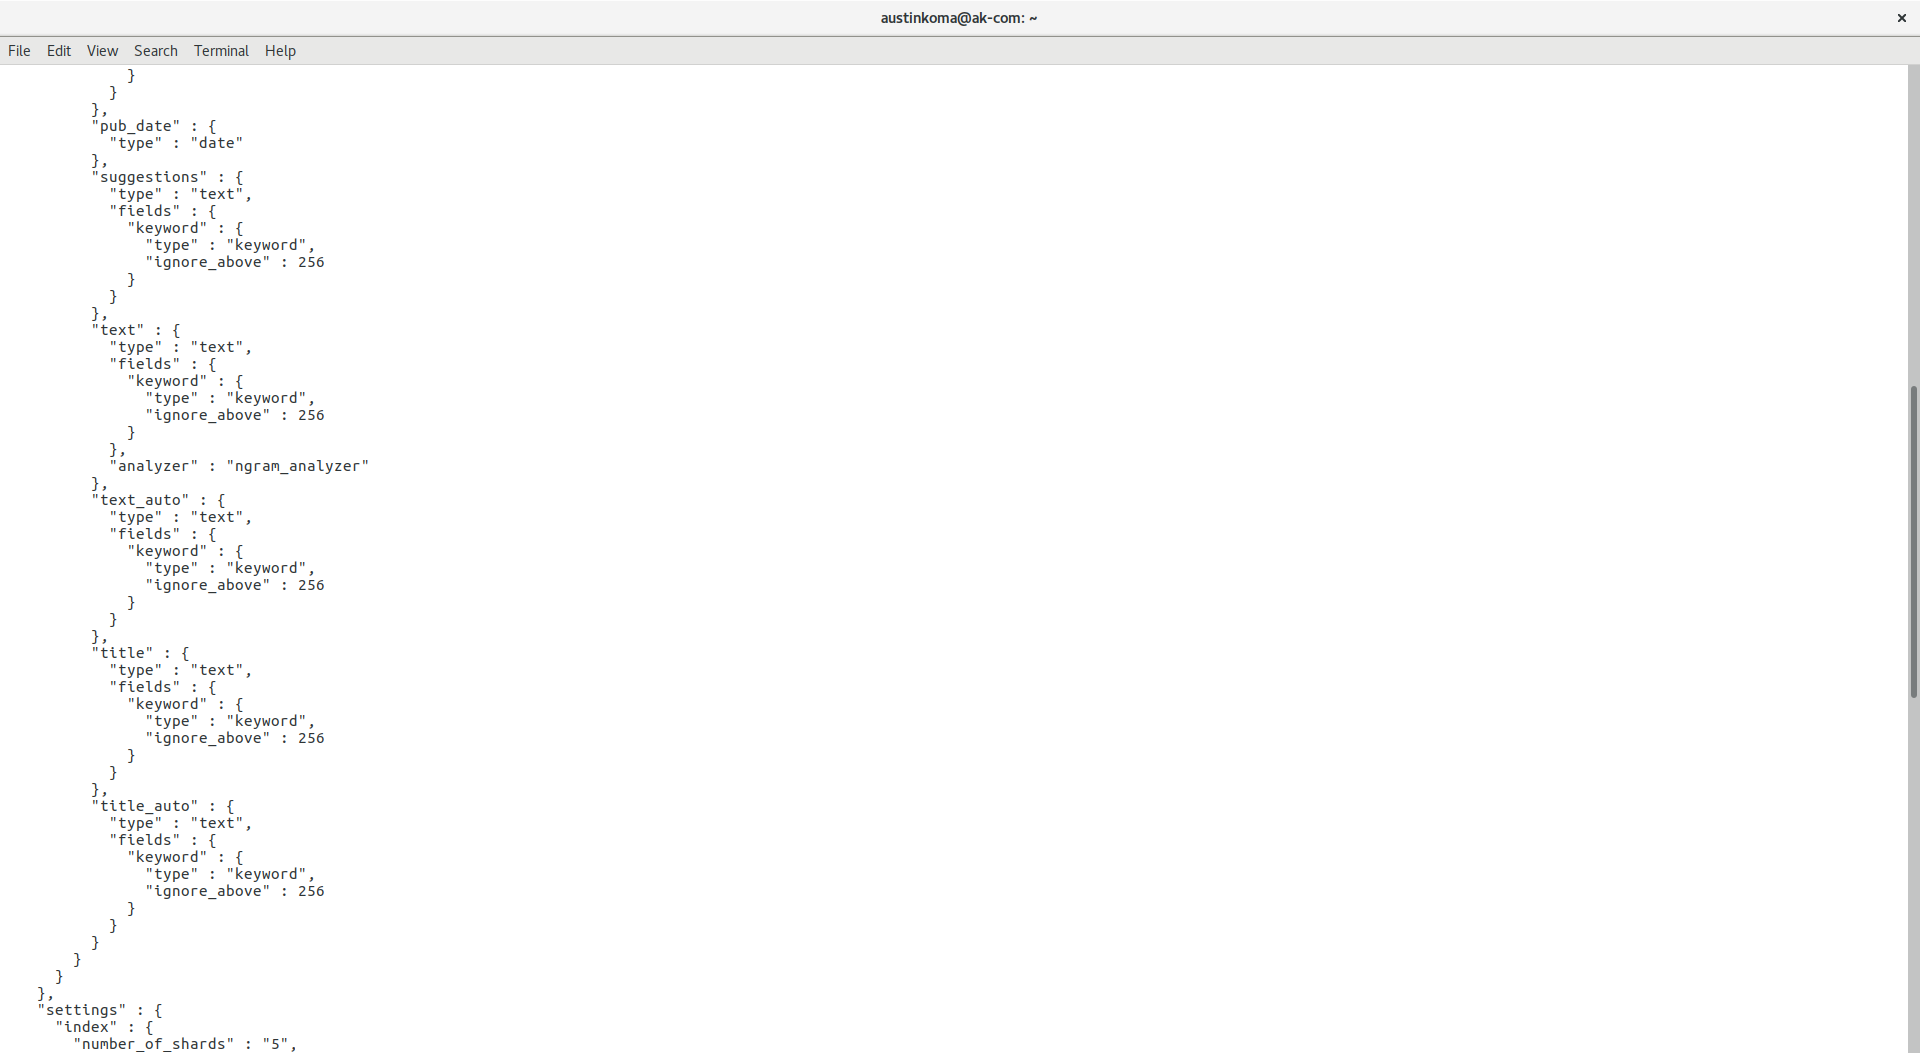 austinkoma@ak-com: ~
×
File Edit View Search Terminal Help
              }
            }
          },
          "pub_date" : {
            "type" : "date"
          },
          "suggestions" : {
            "type" : "text",
            "fields" : {
              "keyword" : {
                "type" : "keyword",
                "ignore_above" : 256
              }
            }
          },
          "text" : {
            "type" : "text",
            "fields" : {
              "keyword" : {
                "type" : "keyword",
                "ignore_above" : 256
              }
            },
            "analyzer" : "ngram_analyzer"
          },
          "text_auto" : {
            "type" : "text",
            "fields" : {
              "keyword" : {
                "type" : "keyword",
                "ignore_above" : 256
              }
            }
          },
          "title" : {
            "type" : "text",
            "fields" : {
              "keyword" : {
                "type" : "keyword",
                "ignore_above" : 256
              }
            }
          },
          "title_auto" : {
            "type" : "text",
            "fields" : {
              "keyword" : {
                "type" : "keyword",
                "ignore_above" : 256
              }
            }
          }
        }
      }
    },
    "settings" : {
      "index" : {
        "number_of_shards" : "5",